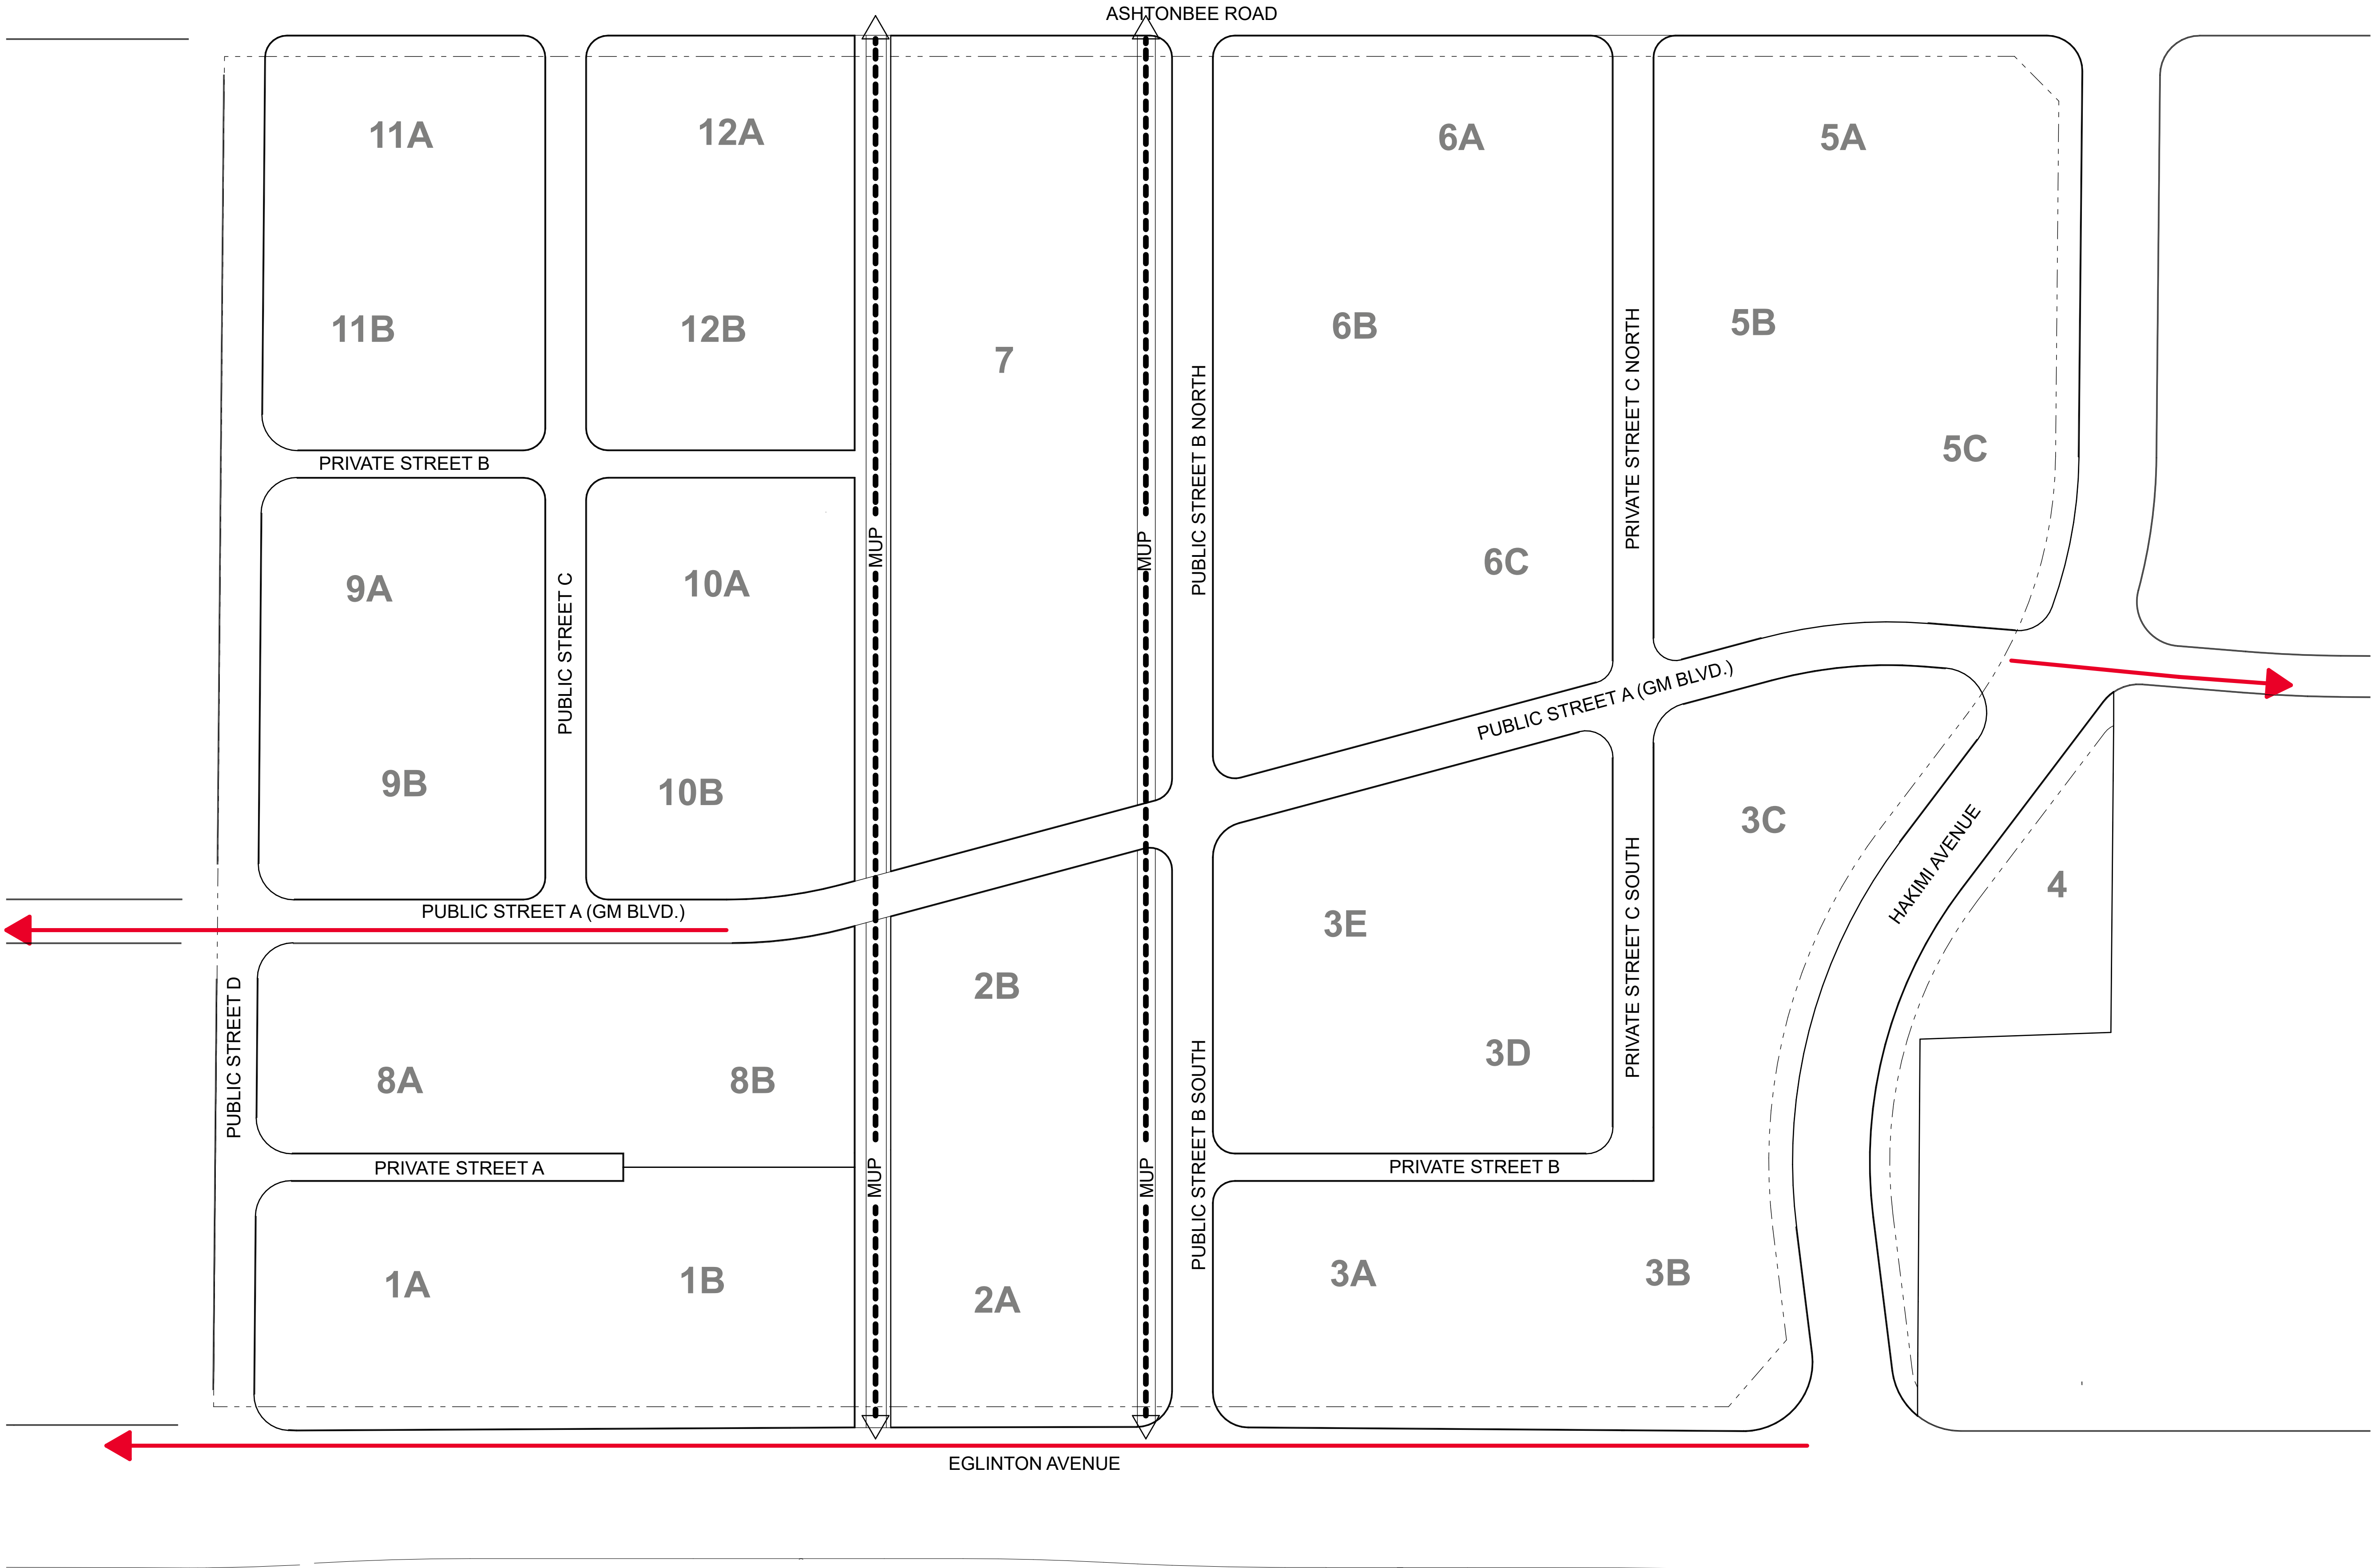 ASHTONBEE ROAD
11A
12A
6A
5A
11B
12B
7
6B
5B
5C
PRIVATE STREET B
PUBLIC STREET B NORTH
PRIVATE STREET C NORTH
MUP
MUP
9A
10A
6C
PUBLIC STREET C
PUBLIC STREET A (GM BLVD.)
9B
10B
3C
HAKIMI AVENUE
4
PUBLIC STREET A (GM BLVD.)
3E
2B
PRIVATE STREET C SOUTH
PUBLIC STREET D
8A
8B
3D
PUBLIC STREET B SOUTH
PRIVATE STREET A
MUP
MUP
PRIVATE STREET B
1A
1B
2A
3A
3B
EGLINTON AVENUE